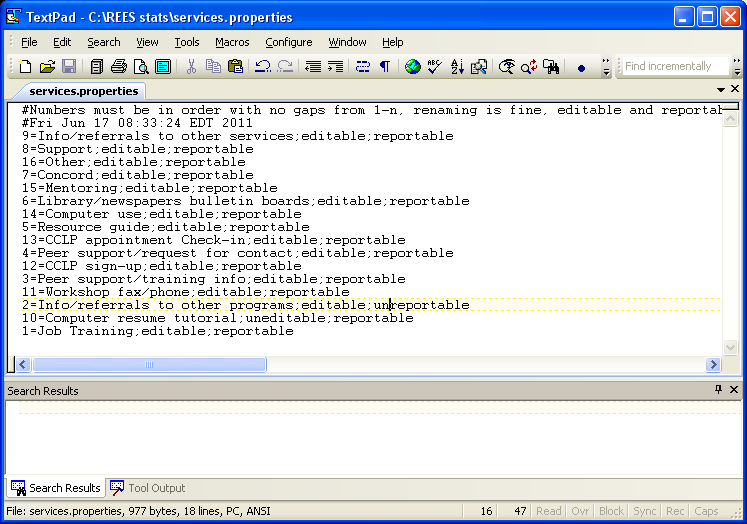 TextPad - C:\REES stats\services.properties
File Edit Search View Tools Macros Configure Window Help
Find incrementally
services.properties
#Numbers must be in order with no gaps from 1-n, renaming is fine, editable and reportal
#Fri Jun 17 08:33:24 EDT 2011
9=Info/referrals to other services;editable;reportable
8=Support;editable;reportable
16=Other;editable;reportable
7=Concord;editable;reportable
15=Mentoring;editable;reportable
6=Library/newspapers bulletin boards;editable;reportable
14=Computer use;editable;reportable
5=Resource guide;editable;reportable
13=CCLP appointment Check-in;editable;reportable
4=Peer support/request for contact;editable;reportable
12=CCLP sign-up;editable;reportable
3=Peer support/training info;editable;reportable
11=Workshop fax/phone;editable;reportable
2=Info/referrals to other programs;editable;unreportable
10=Computer resume tutorial;uneditable;reportable
1=Job Training;editable;reportable
Search Results
Search Results Tool Output
File: services.properties, 977 bytes, 18 lines, PC, ANSI 16 47 Read Ovr Block Sync Rec Caps